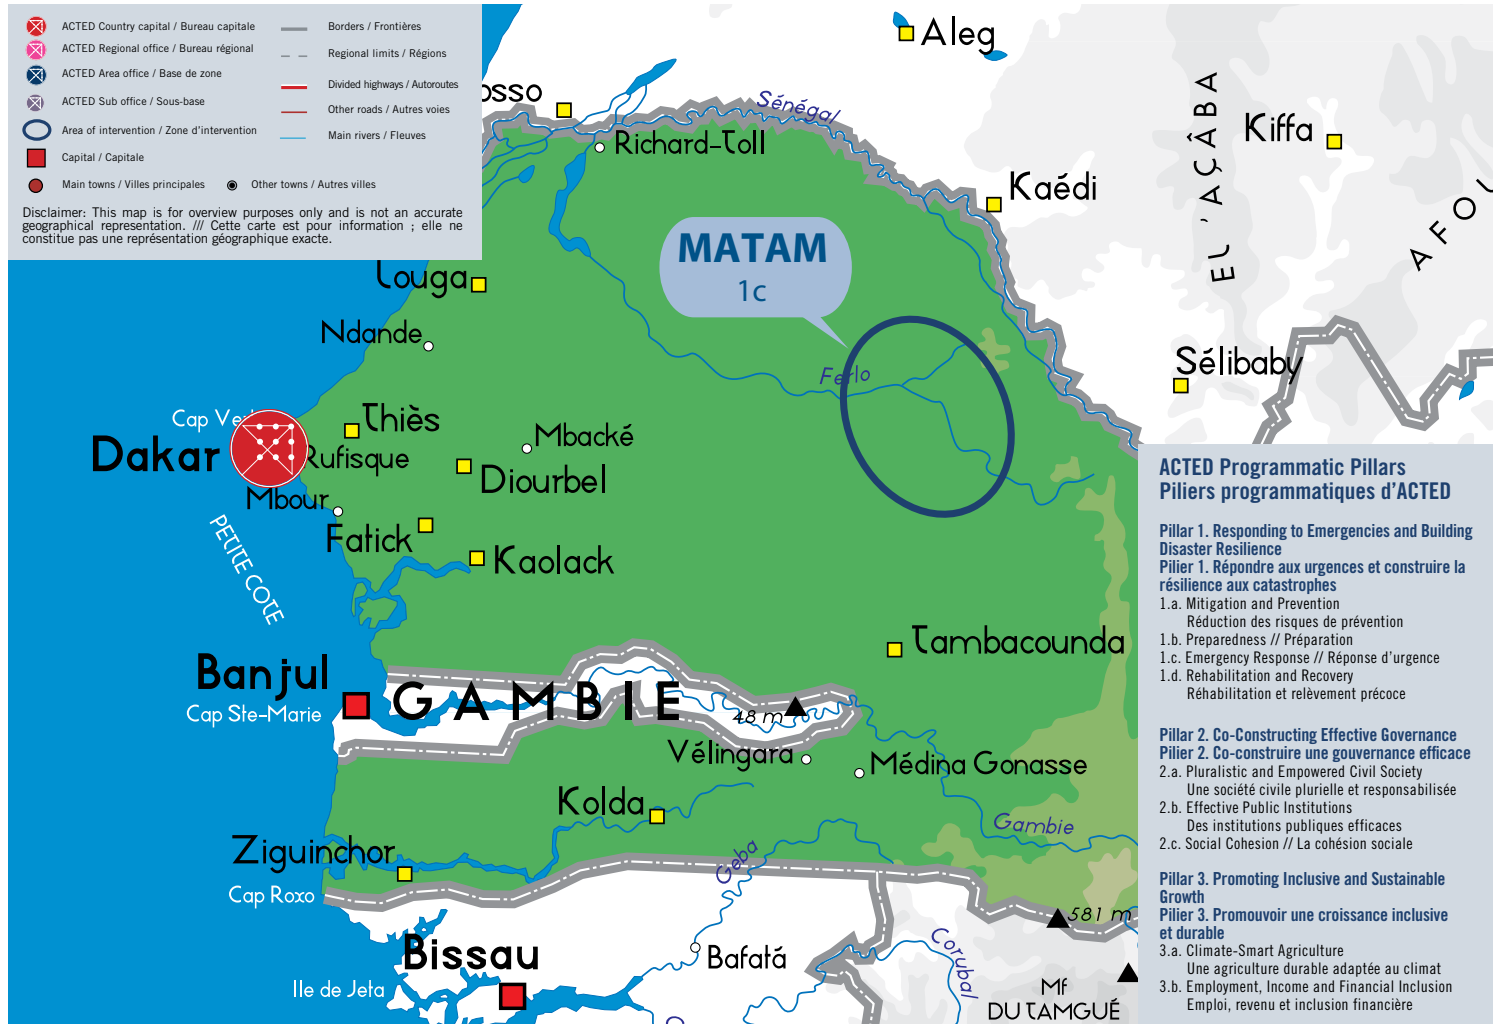 ACTED Country capital / Bureau capitale
ACTED Regional office / Bureau régional
ACTED Area office / Base de zone
ACTED Sub office / Sous-base
Area of intervention / Zone d'intervention
Capital / Capitale
Main towns / Villes principales
Other towns / Autres villes
Borders / Frontières
Regional limits / Régions
Divided highways / Autoroutes
Other roads / Autres voies
Main rivers / Fleuves
Disclaimer: This map is for overview purposes only and is not an accurate
geographical representation. /// Cette carte est pour information ; elle ne
constitue pas une représentation géographique exacte.
Aleg
osso
Sénégal
Richard-Toll
Kiffa
EL 'AÇÂBA
AFOU
Kaédi
MATAM
1c
Louga
Ndande
Ferlo
Sélibaby
Cap Ver
Thiès
Dakar
Rufisque
Mbacké
Diourbel
Mbour
Fatick
PETITE COTE
Kaolack
Tambacounda
Banjul
Cap Ste-Marie
GAMBIE
48 m
Vélingara
Médina Gonasse
Kolda
Gambie
Ziguinchor
Geba
Cap Roxo
581 m
Bissau
Bafatá
Corubal
Ile de Jeta
Mf
DU TAMGUÉ
ACTED Programmatic Pillars
Piliers programmatiques d'ACTED
Pillar 1. Responding to Emergencies and Building
Disaster Resilience
Pilier 1. Répondre aux urgences et construire la
résilience aux catastrophes
1.a. Mitigation and Prevention
Réduction des risques de prévention
1.b. Preparedness // Préparation
1.c. Emergency Response // Réponse d'urgence
1.d. Rehabilitation and Recovery
Réhabilitation et relèvement précoce
Pillar 2. Co-Constructing Effective Governance
Pilier 2. Co-construire une gouvernance efficace
2.a. Pluralistic and Empowered Civil Society
Une société civile plurielle et responsabilisée
2.b. Effective Public Institutions
Des institutions publiques efficaces
2.c. Social Cohesion // La cohésion sociale
Pillar 3. Promoting Inclusive and Sustainable
Growth
Pilier 3. Promouvoir une croissance inclusive
et durable
3.a. Climate-Smart Agriculture
Une agriculture durable adaptée au climat
3.b. Employment, Income and Financial Inclusion
Emploi, revenu et inclusion financière